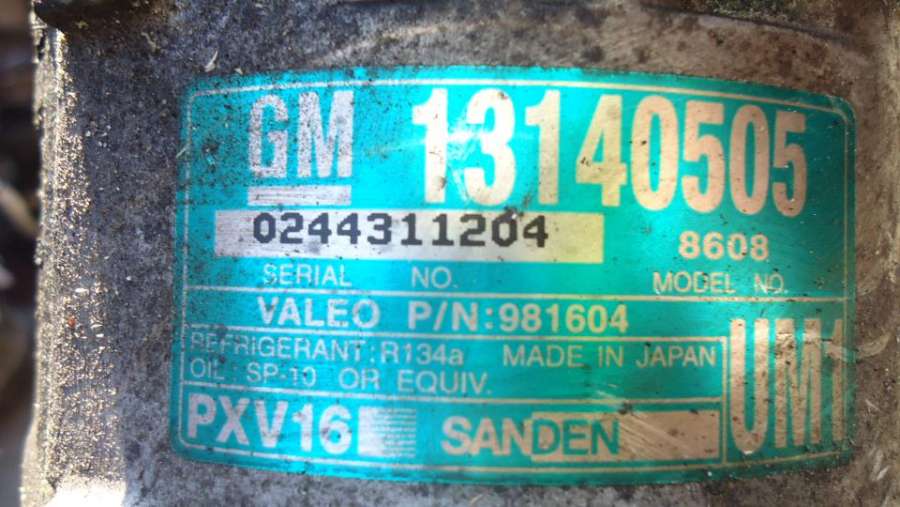 GM 13140505
0244311204 8608
SERIAL NO. MODEL NO.
VALEO P/N:981604
REFRIGERANT:R134a MADE IN JAPAN
OIL: SP-10 OR EQUIV.
UM1
PXV16 SANDEN